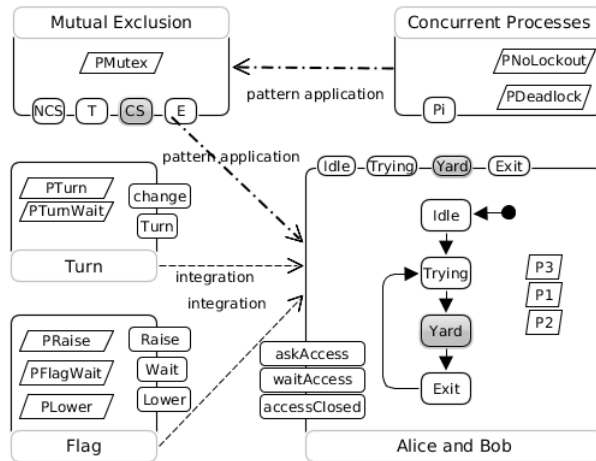 Mutual Exclusion
PMutex
NCS
T
CS
E
pattern application
Concurrent Processes
PNoLockout
PDeadlock
Pi
pattern application
PTurn
PTurnWait
change
Turn
Turn
integration
integration
PRaise
PFlagWait
PLower
Raise
Wait
Lower
Flag
Idle
Trying
Yard
Exit
Idle
Trying
Yard
Exit
P3
P1
P2
askAccess
waitAccess
accessClosed
Alice and Bob